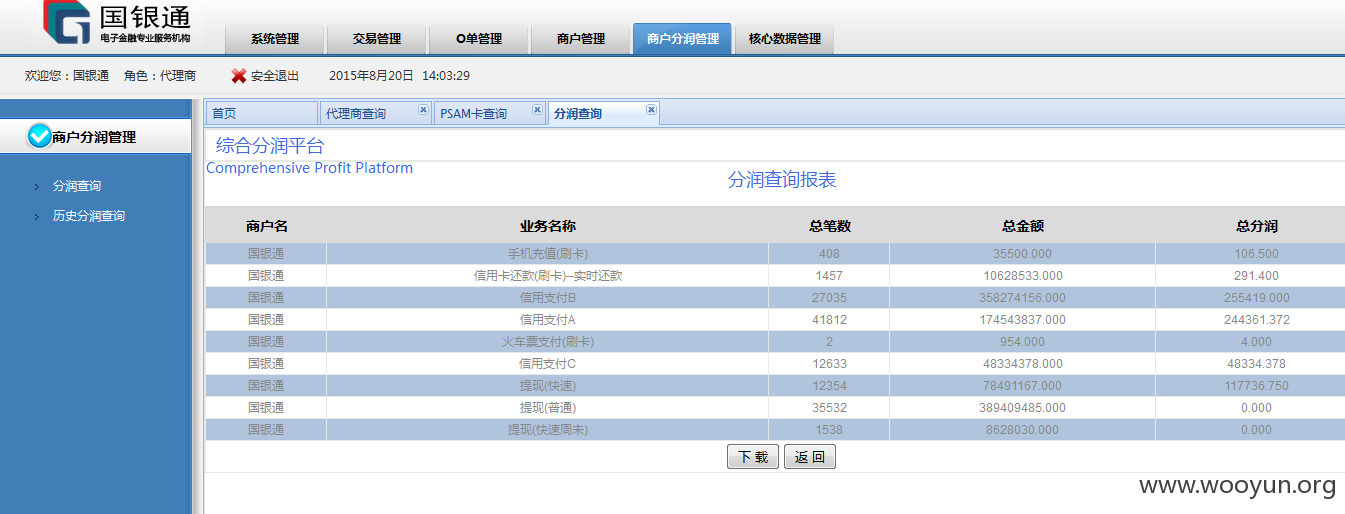 国银通
电子金融专业服务机构
系统管理 交易管理 O单管理 商户管理 商户分润管理 核心数据管理
欢迎您：国银通 角色：代理商 安全退出 2015年8月20日 14:03:29
首页 代理商查询 PSAM卡查询 分润查询
商户分润管理
分润查询
历史分润查询
综合分润平台
Comprehensive Profit Platform
分润查询报表
商户名 业务名称 总笔数 总金额 总分润
国银通 手机充值(刷卡) 408 35500.000 106.500
国银通 信用卡还款(刷卡)--实时还款 1457 10628533.000 291.400
国银通 信用支付B 27035 358274156.000 255419.000
国银通 信用支付A 41812 174543837.000 244361.372
国银通 火车票支付(刷卡) 2 954.000 4.000
国银通 信用支付C 12633 48334378.000 48334.378
国银通 提现(快速) 12354 78491167.000 117736.750
国银通 提现(普通) 35532 389409485.000 0.000
国银通 提现(快速周未) 1538 8628030.000 0.000
下载 返回
www.wooyun.org